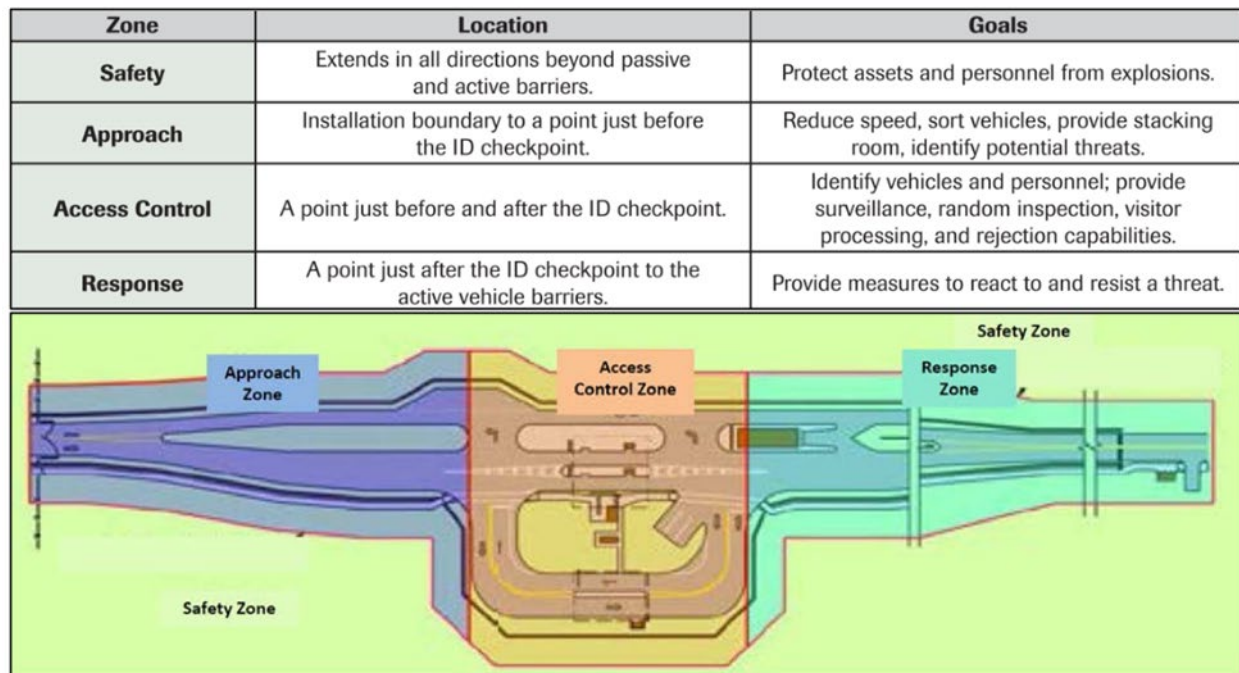 Zone Location Goals
Safety
Extends in all directions beyond passive
and active barriers.
Protect assets and personnel from explosions.
Approach
Installation boundary to a point just before
the ID checkpoint.
Reduce speed, sort vehicles, provide stacking
room, identify potential threats.
Access Control
A point just before and after the ID checkpoint.
Identify vehicles and personnel; provide
surveillance, random inspection, visitor
processing, and rejection capabilities.
Response
A point just after the ID checkpoint to the
active vehicle barriers.
Provide measures to react to and resist a threat.
Safety Zone
Approach
Zone
Access
Control Zone
Response
Zone
Safety Zone